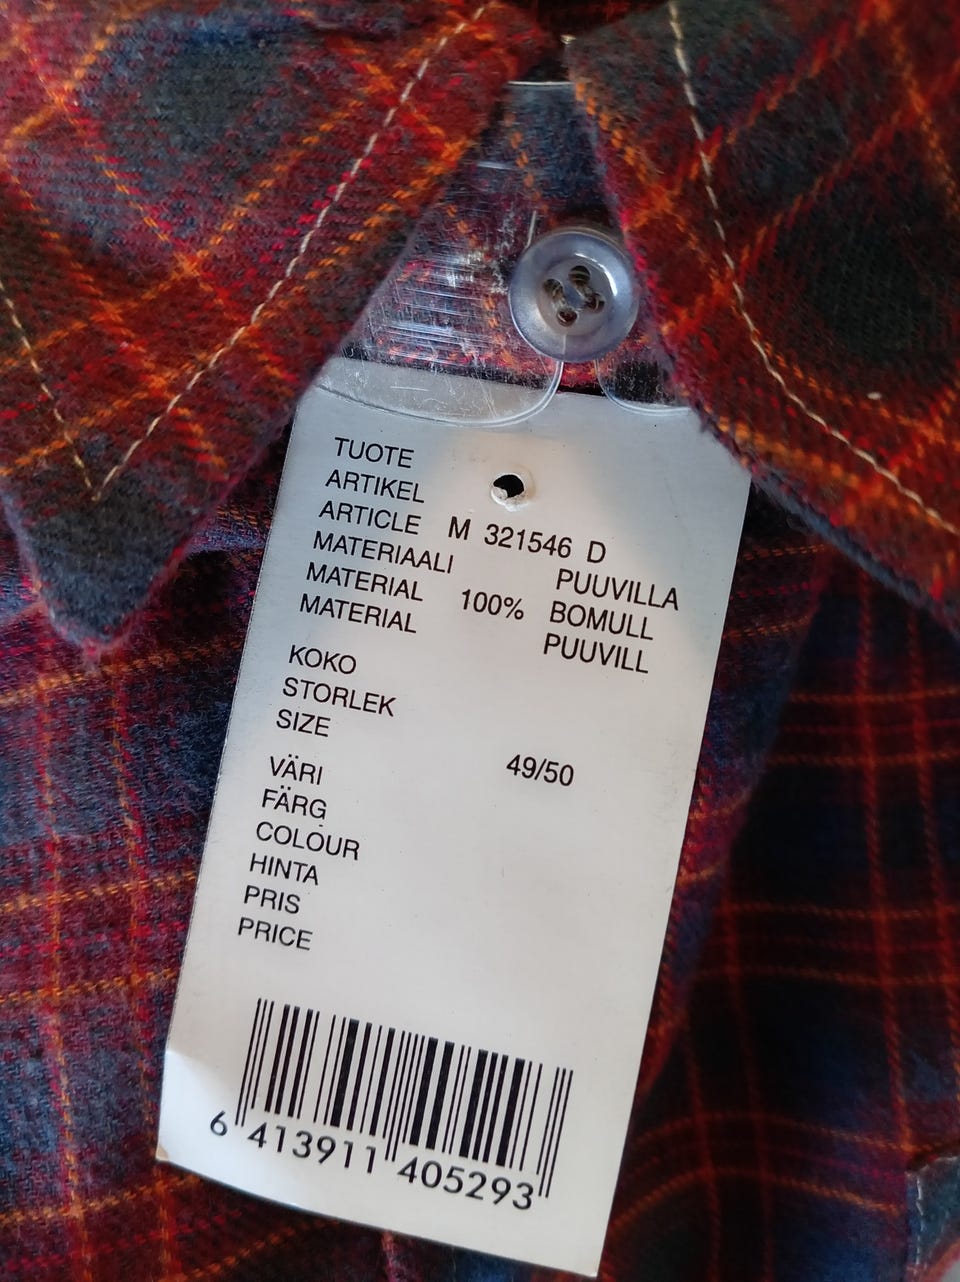 TUOTE
ARTIKEL
ARTICLE M 321546 D
MATERIAALI PUUVILLA
MATERIAL 100% BOMULL
MATERIAL PUUVILL
KOKO
STORLEK
SIZE 49/50
VÄRI
FÄRG
COLOUR
HINTA
PRIS
PRICE
6 413911 405293